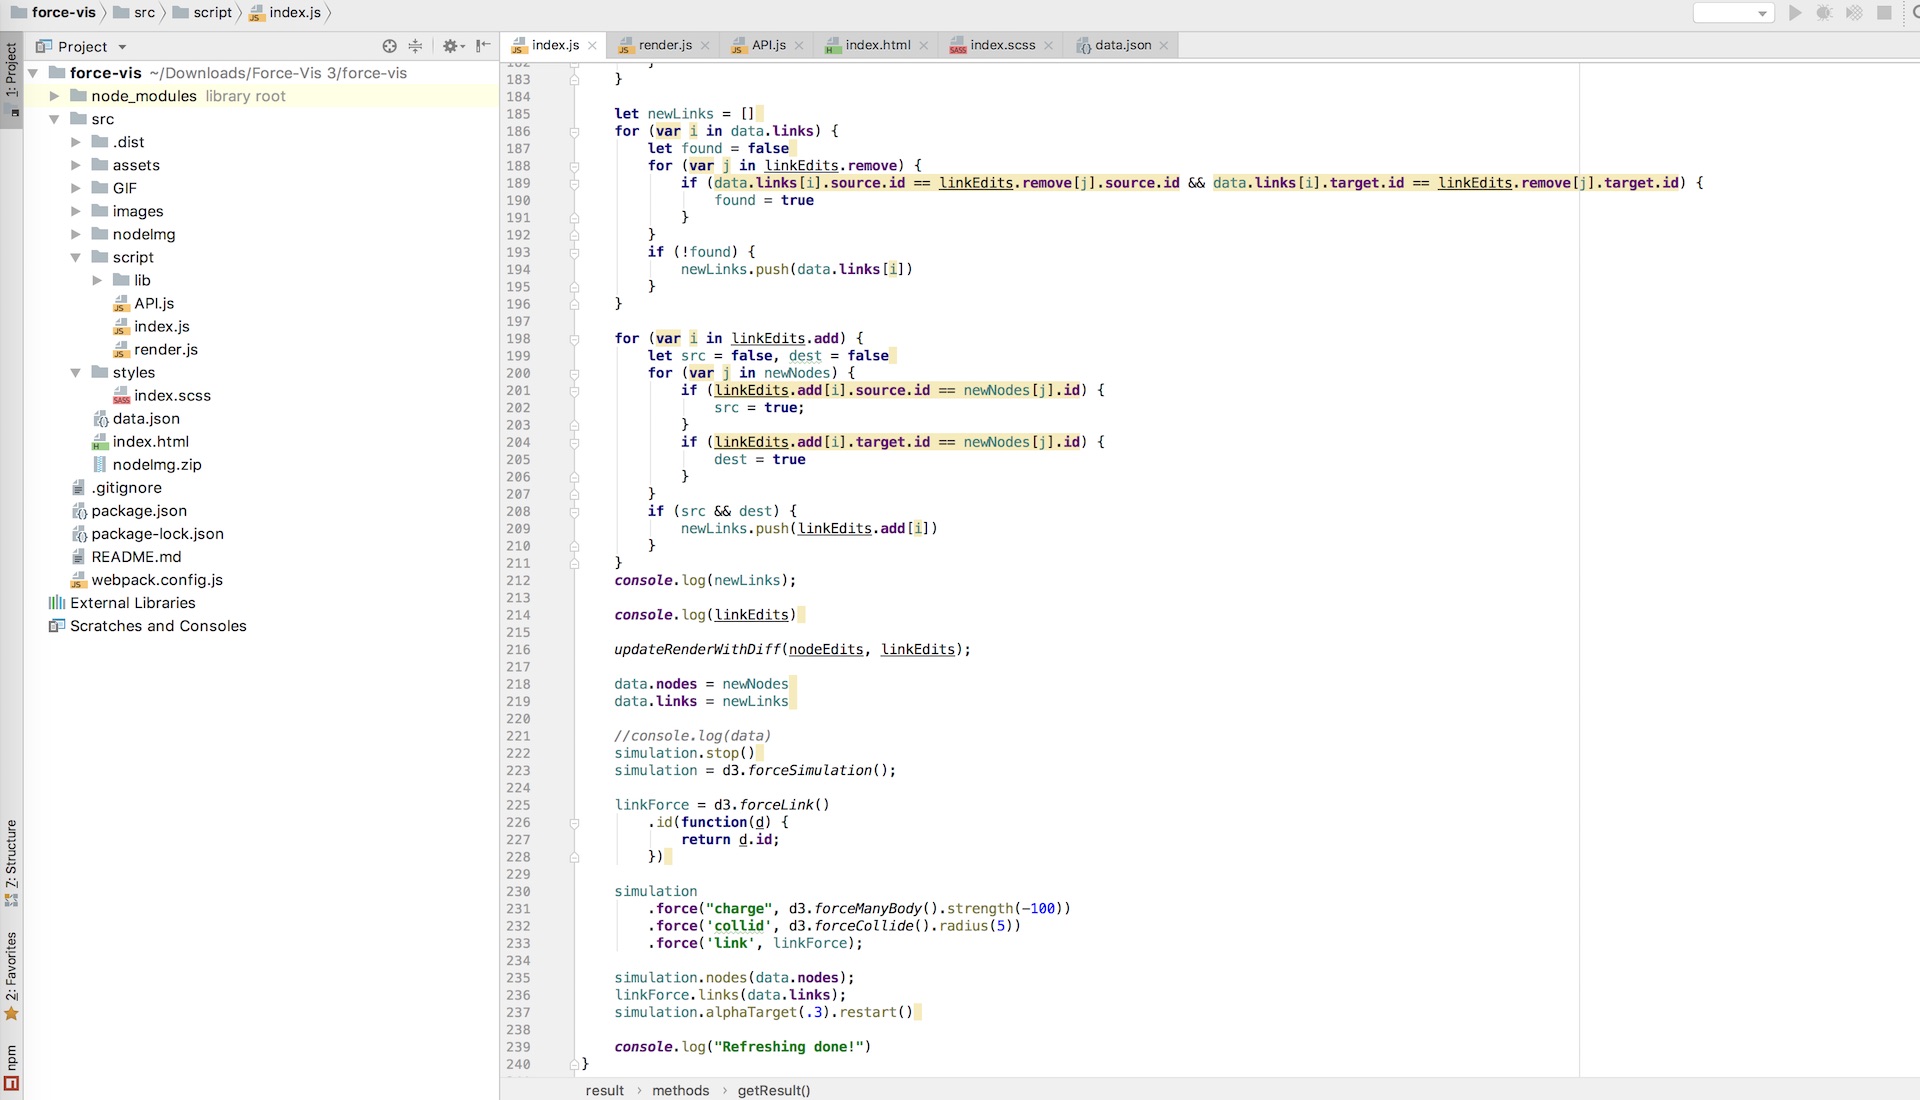 force-vis src script index.js
1: Project
Project
index.js render.js API.js index.html index.scss data.json
force-vis ~/Downloads/Force-Vis 3/force-vis
node_modules library root
src
.dist
assets
GIF
images
nodeImg
script
lib
API.js
index.js
render.js
styles
index.scss
data.json
index.html
nodeImg.zip
.gitignore
package.json
package-lock.json
README.md
webpack.config.js
External Libraries
Scratches and Consoles
7: Structure
2: Favorites
npm
182 }
183 }
184
185 let newLinks = []
186 for (var i in data.links) {
187 let found = false
188 for (var j in linkEdits.remove) {
189 if (data.links[i].source.id == linkEdits.remove[j].source.id && data.links[i].target.id == linkEdits.remove[j].target.id) {
190 found = true
191 }
192 }
193 if (!found) {
194 newLinks.push(data.links[i])
195 }
196 }
197
198 for (var i in linkEdits.add) {
199 let src = false, dest = false
200 for (var j in newNodes) {
201 if (linkEdits.add[i].source.id == newNodes[j].id) {
202 src = true;
203 }
204 if (linkEdits.add[i].target.id == newNodes[j].id) {
205 dest = true
206 }
207 }
208 if (src && dest) {
209 newLinks.push(linkEdits.add[i])
210 }
211 }
212 console.log(newLinks);
213
214 console.log(linkEdits)
215
216 updateRenderWithDiff(nodeEdits, linkEdits);
217
218 data.nodes = newNodes
219 data.links = newLinks
220
221 //console.log(data)
222 simulation.stop()
223 simulation = d3.forceSimulation();
224
225 linkForce = d3.forceLink()
226 .id(function(d) {
227 return d.id;
228 })
229
230 simulation
231 .force("charge", d3.forceManyBody().strength(-100))
232 .force('collid', d3.forceCollide().radius(5))
233 .force('link', linkForce);
234
235 simulation.nodes(data.nodes);
236 linkForce.links(data.links);
237 simulation.alphaTarget(.3).restart()
238
239 console.log("Refreshing done!")
240 }
result › methods › getResult()